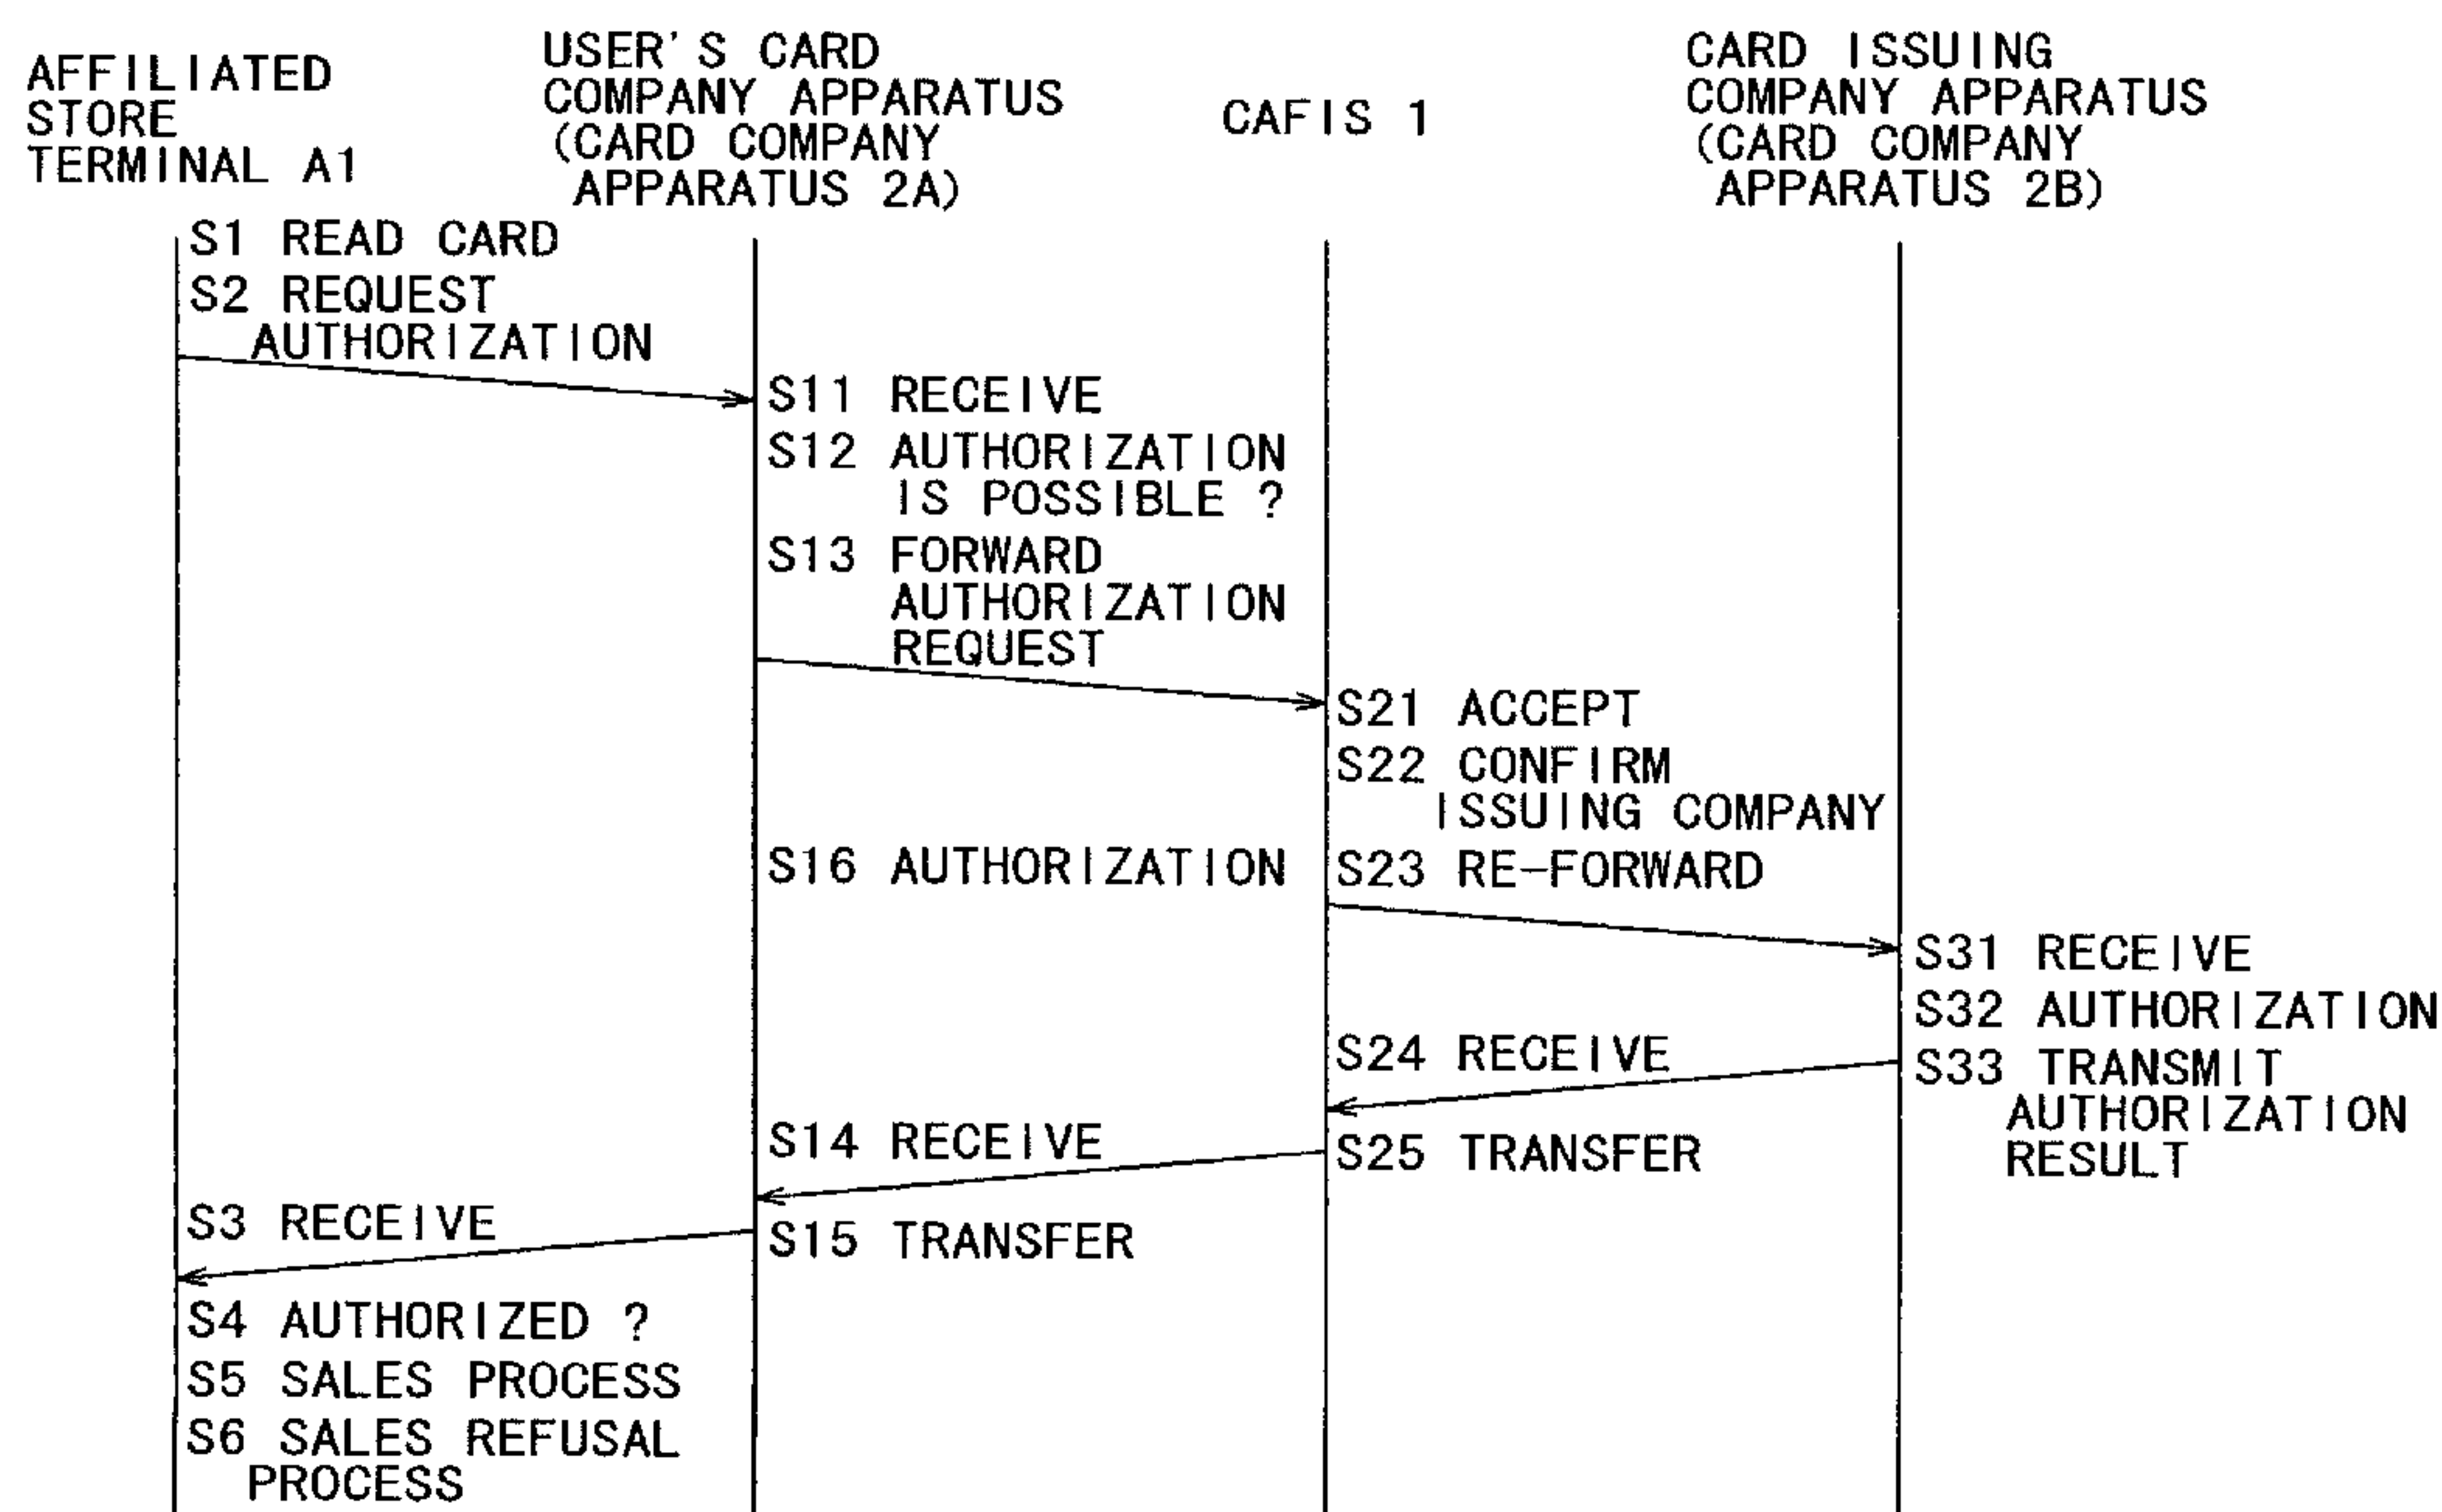 AFFILIATED
STORE
TERMINAL A1
USER'S CARD
COMPANY APPARATUS
(CARD COMPANY
APPARATUS 2A)
CAFIS 1
CARD ISSUING
COMPANY APPARATUS
(CARD COMPANY
APPARATUS 2B)
S1 READ CARD
S2 REQUEST
AUTHORIZATION
S11 RECEIVE
S12 AUTHORIZATION
IS POSSIBLE ?
S13 FORWARD
AUTHORIZATION
REQUEST
S21 ACCEPT
S22 CONFIRM
ISSUING COMPANY
S16 AUTHORIZATION
S23 RE-FORWARD
S31 RECEIVE
S32 AUTHORIZATION
S24 RECEIVE
S33 TRANSMIT
AUTHORIZATION
RESULT
S14 RECEIVE
S25 TRANSFER
S3 RECEIVE
S15 TRANSFER
S4 AUTHORIZED ?
S5 SALES PROCESS
S6 SALES REFUSAL
PROCESS